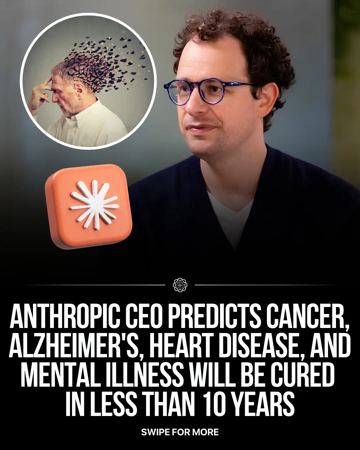 ANTHROPIC CEO PREDICTS CANCER,
ALZHEIMER'S, HEART DISEASE, AND
MENTAL ILLNESS WILL BE CURED
IN LESS THAN 10 YEARS
SWIPE FOR MORE